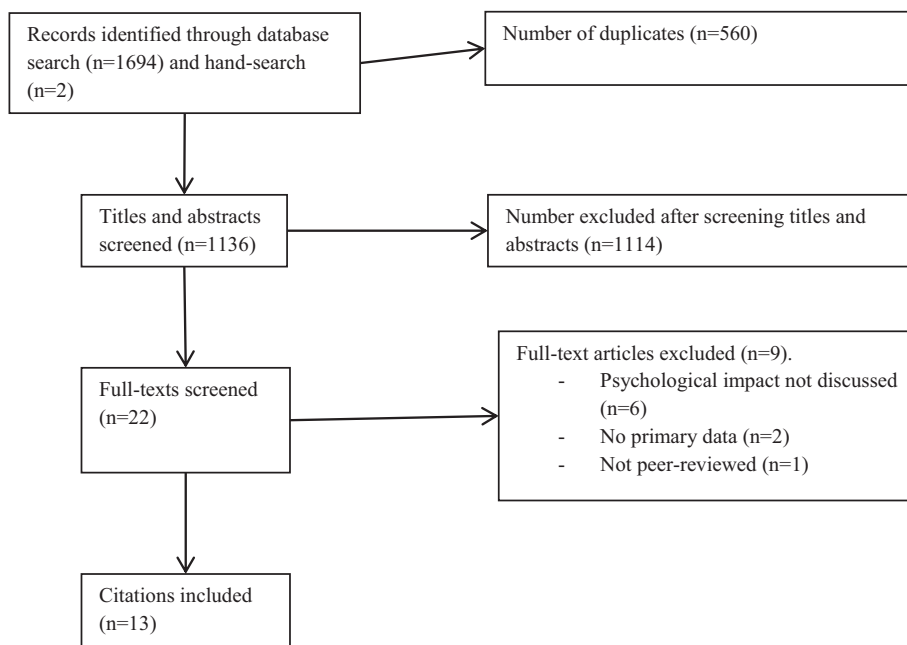 Records identified through database
search (n=1694) and hand-search
(n=2)
Number of duplicates (n=560)
Titles and abstracts
screened (n=1136)
Number excluded after screening titles and
abstracts (n=1114)
Full-texts screened
(n=22)
Full-text articles excluded (n=9).
- Psychological impact not discussed
(n=6)
- No primary data (n=2)
- Not peer-reviewed (n=1)
Citations included
(n=13)